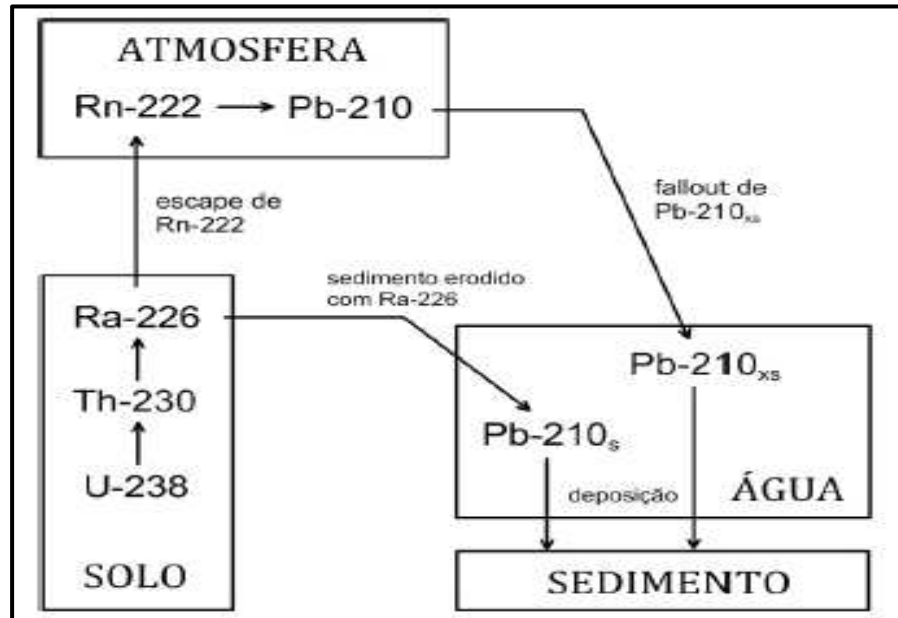 ATMOSFERA
Rn-222 → Pb-210
escape de
Rn-222
fallout de
Pb-210xs
sedimento erodido
com Ra-226
Ra-226
Th-230
U-238
SOLO
Pb-210xs
Pb-210s
deposição
ÁGUA
SEDIMENTO